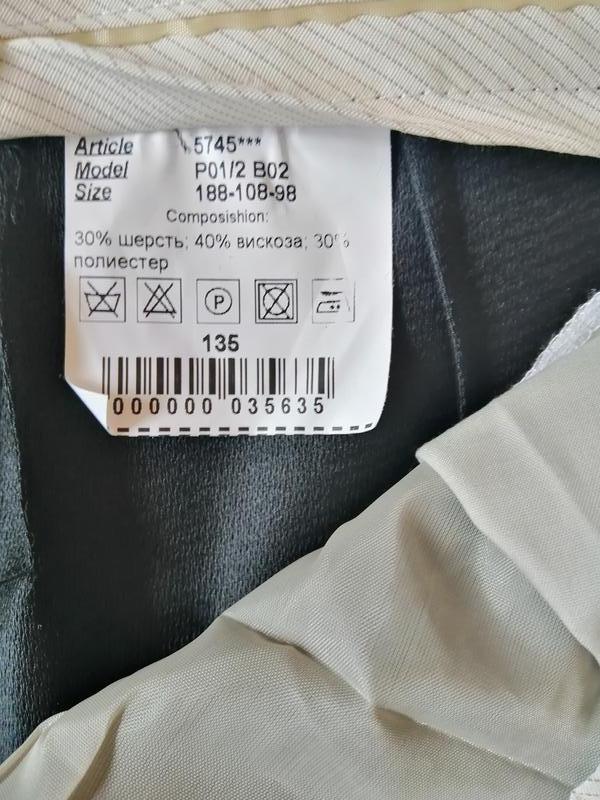 Article 5745***
Model P01/2 B02
Size 188-108-98
Composishion:
30% шерсть; 40% вискоза; 30%
полиестер
P
135
000000 035635